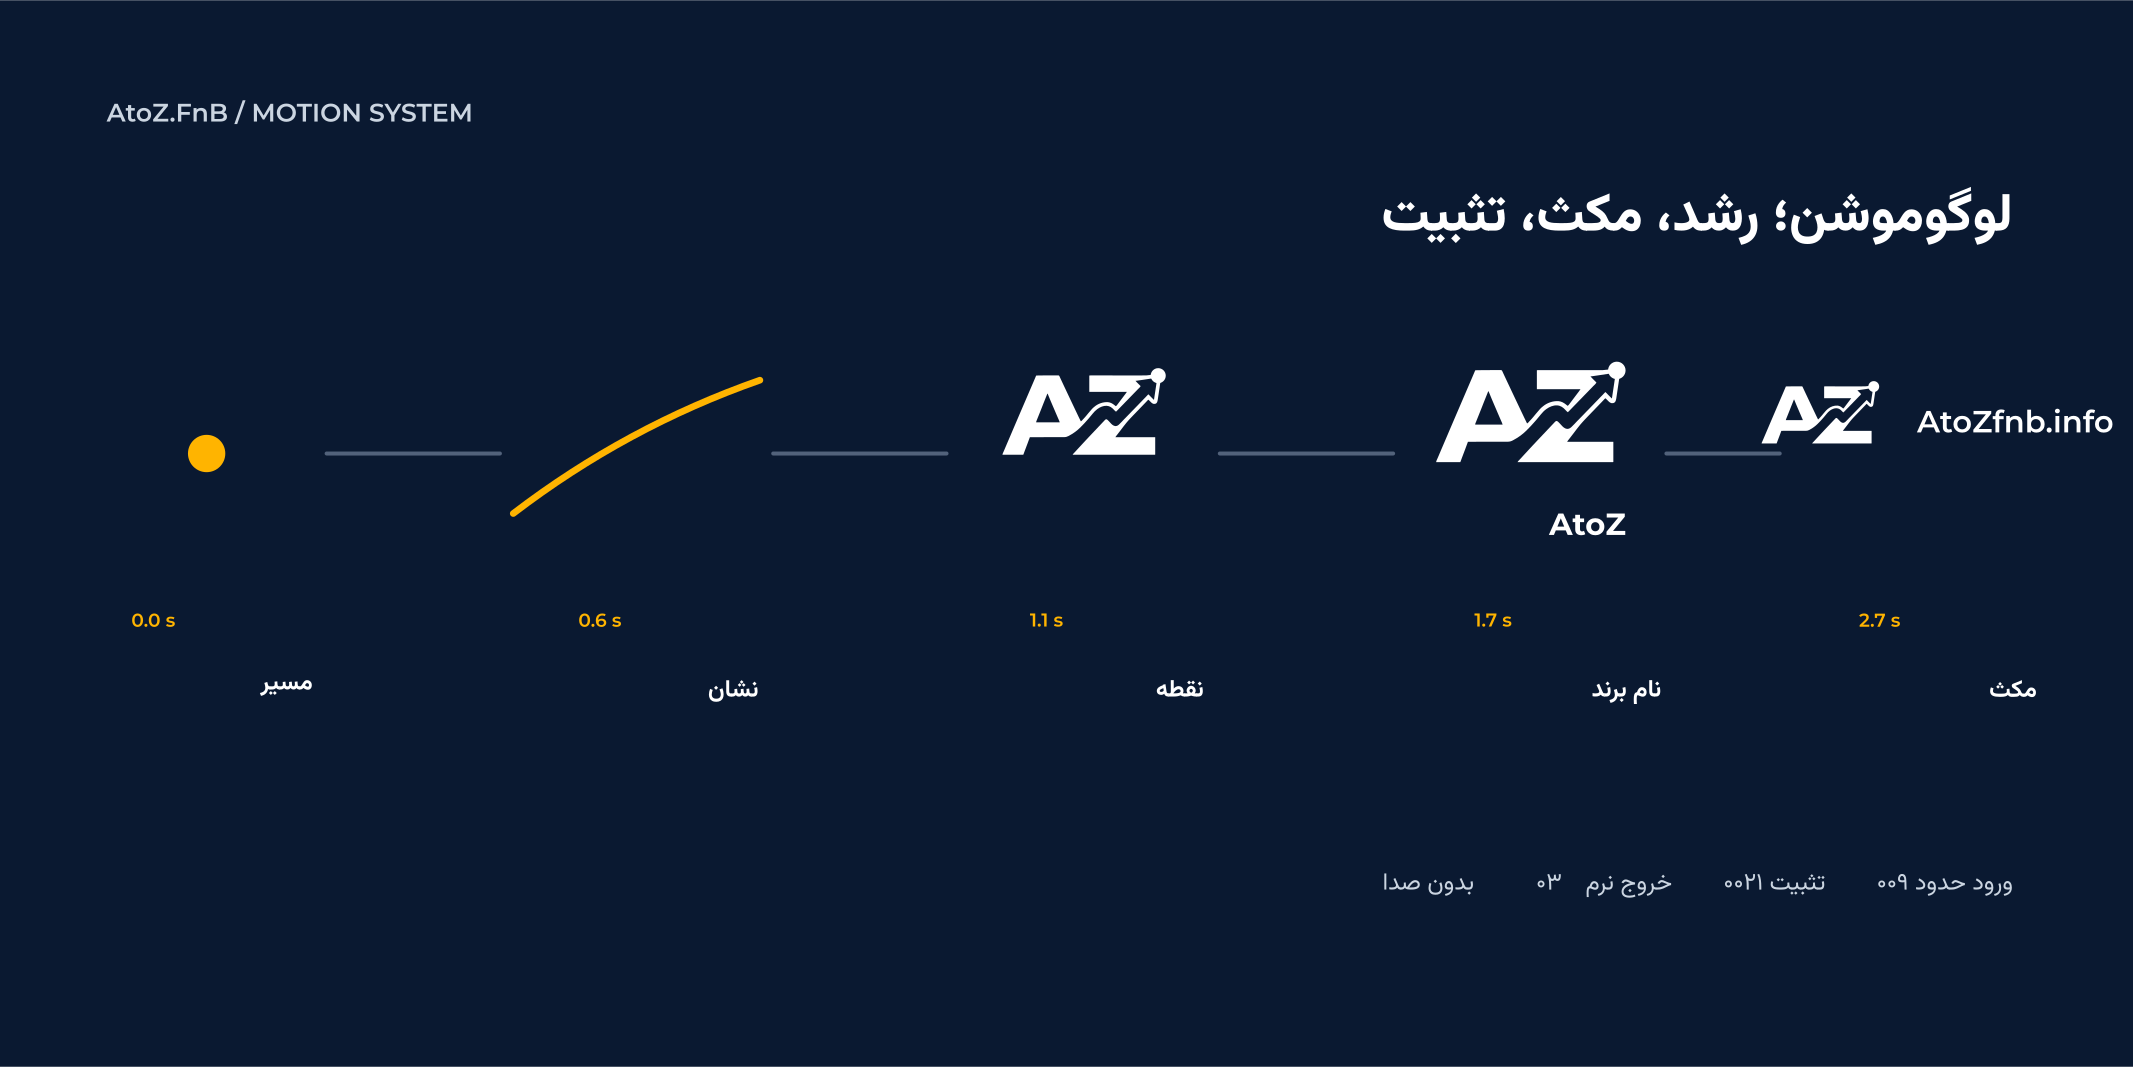 AtoZ.FnB / MOTION SYSTEM
لوگوموشن؛ رشد، مکث، تثبیت
AZ
AZ
AZ
AtoZfnb.info
AtoZ
0.0 s
0.6 s
1.1 s
1.7 s
2.7 s
مسیر
نشان
نقطه
نام برند
مکث
ورود حدود ۰۰۹ تثبیت ۰۰۲۱ خروج نرم ۰۳ بدون صدا